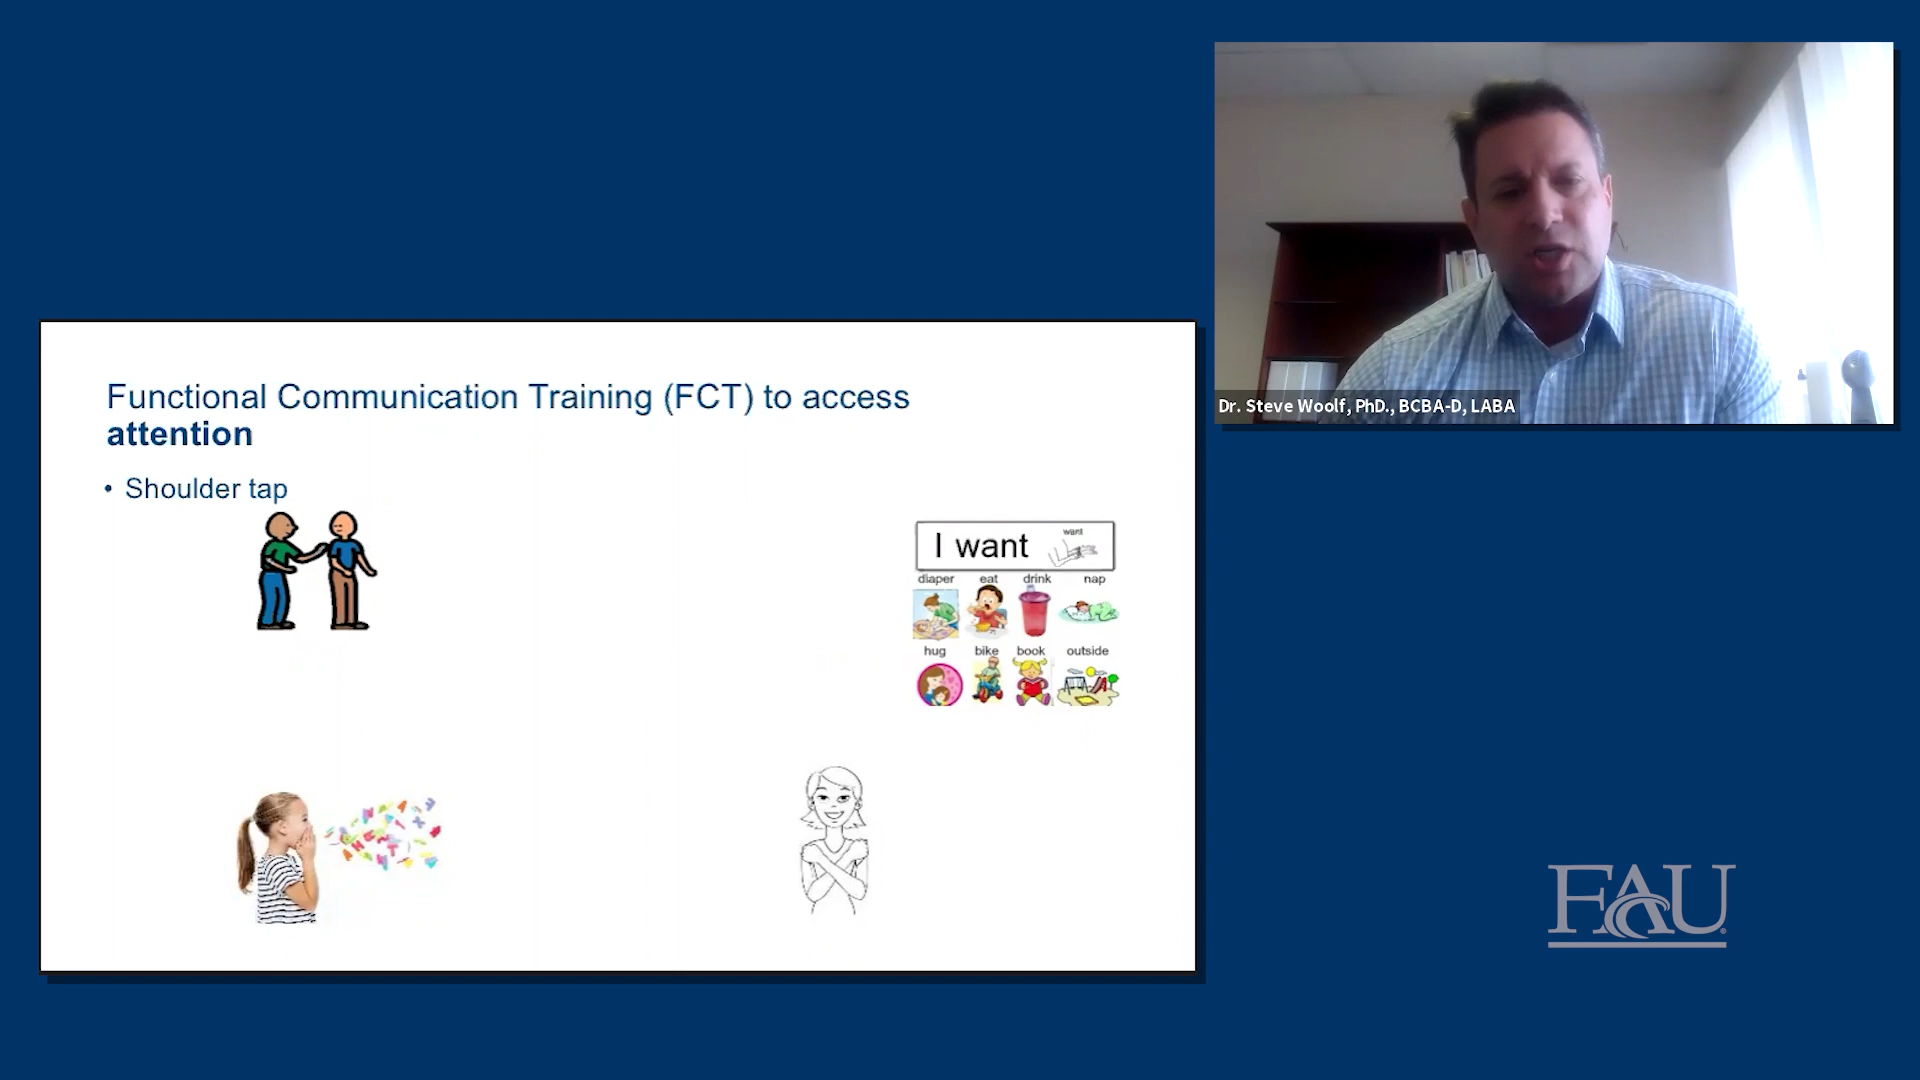 Functional Communication Training (FCT) to access
attention
• Shoulder tap
I want
want
diaper eat drink nap
hug bike book outside
Dr. Steve Woolf, PhD., BCBA-D, LABA
FAU